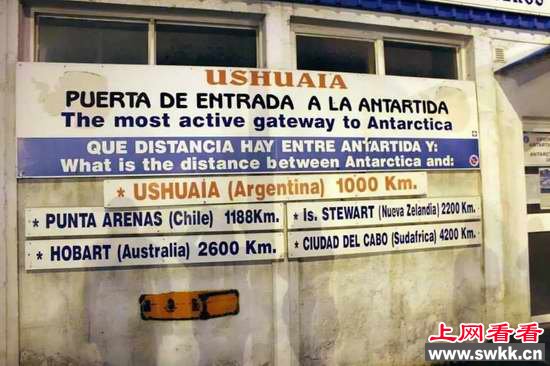 USHUAIA
PUERTA DE ENTRADA A LA ANTARTIDA
The most active gateway to Antarctica
QUE DISTANCIA HAY ENTRE ANTARTIDA Y:
What is the distance between Antarctica and:
* USHUAÍA (Argentina) 1000 Km.
* PUNTA ARENAS (Chile) 1188Km.
* Is. STEWART (Nueva Zelandia) 2200 Km.
* HOBART (Australia) 2600 Km.
* CIUDAD DEL CABO (Sudafrica) 4200 Km.
上网看看
www.swkk.cn